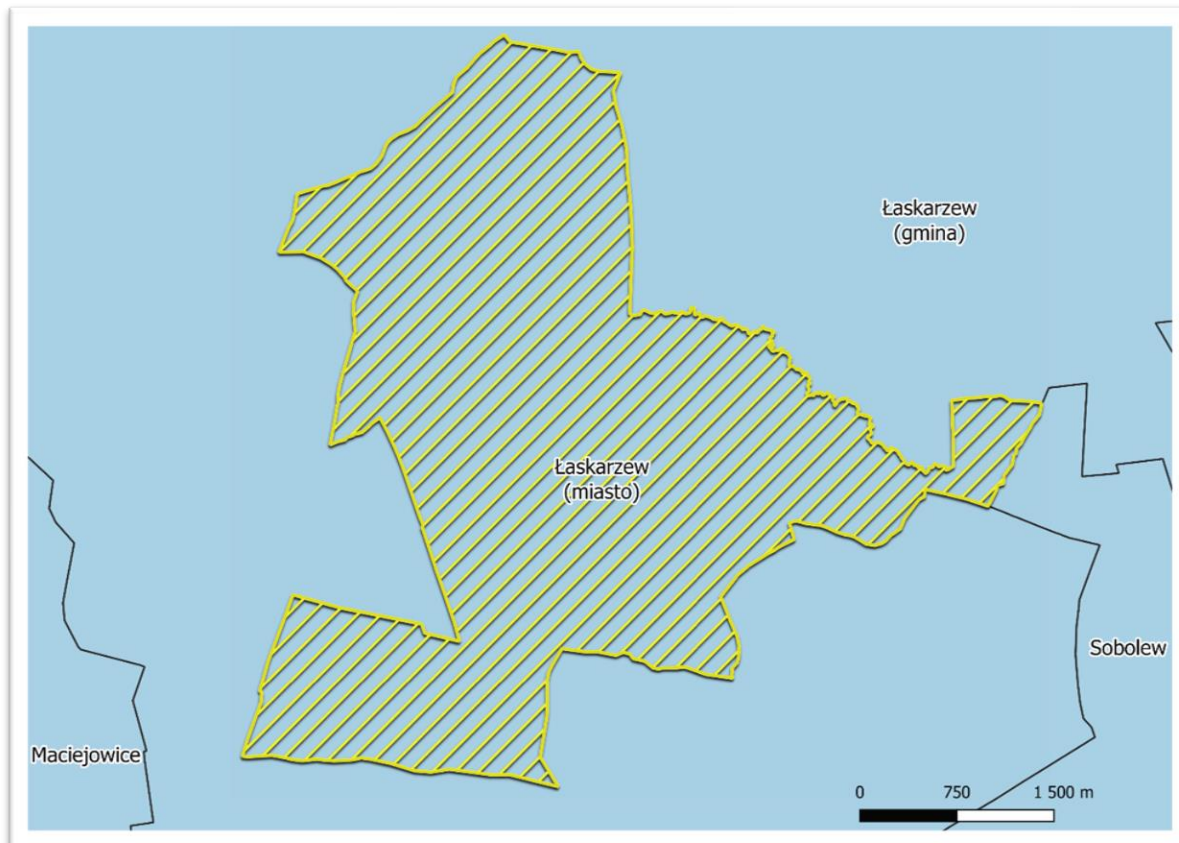 Łaskarzew
(gmina)
Łaskarzew
(miasto)
Sobolew
Maciejowice
0 750 1 500 m